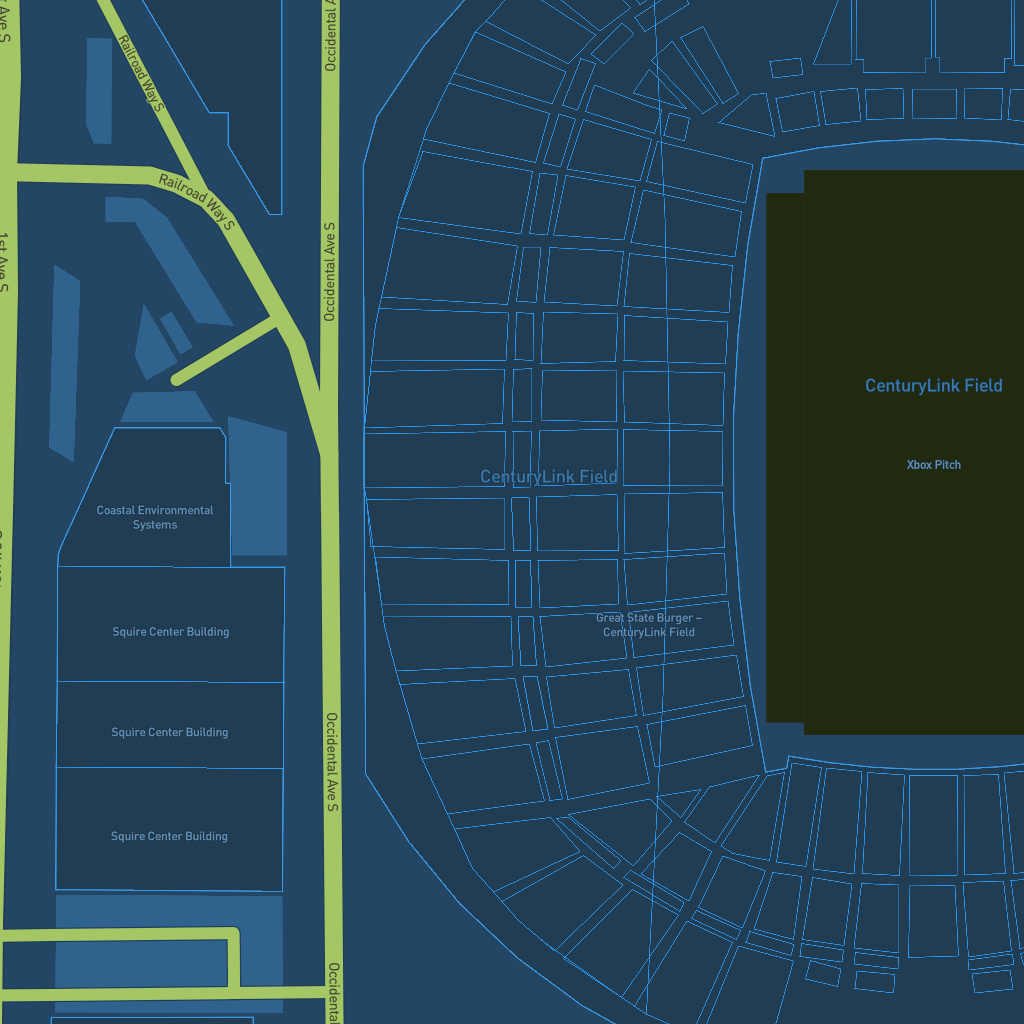 Railroad Way S
Occidental Ave S
Railroad Way S
Occidental Ave S
1st Ave S
CenturyLink Field
Xbox Pitch
CenturyLink Field
Coastal Environmental
Systems
Great State Burger –
CenturyLink Field
Squire Center Building
Squire Center Building
Occidental Ave S
Squire Center Building
Occidental